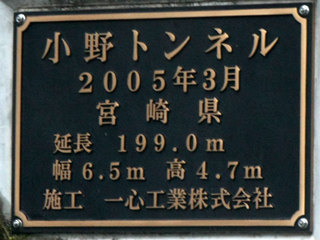 小野トンネル
2005年3月
宮崎県
延長 199.0m
幅6.5m 高4.7m
施工 一心工業株式会社